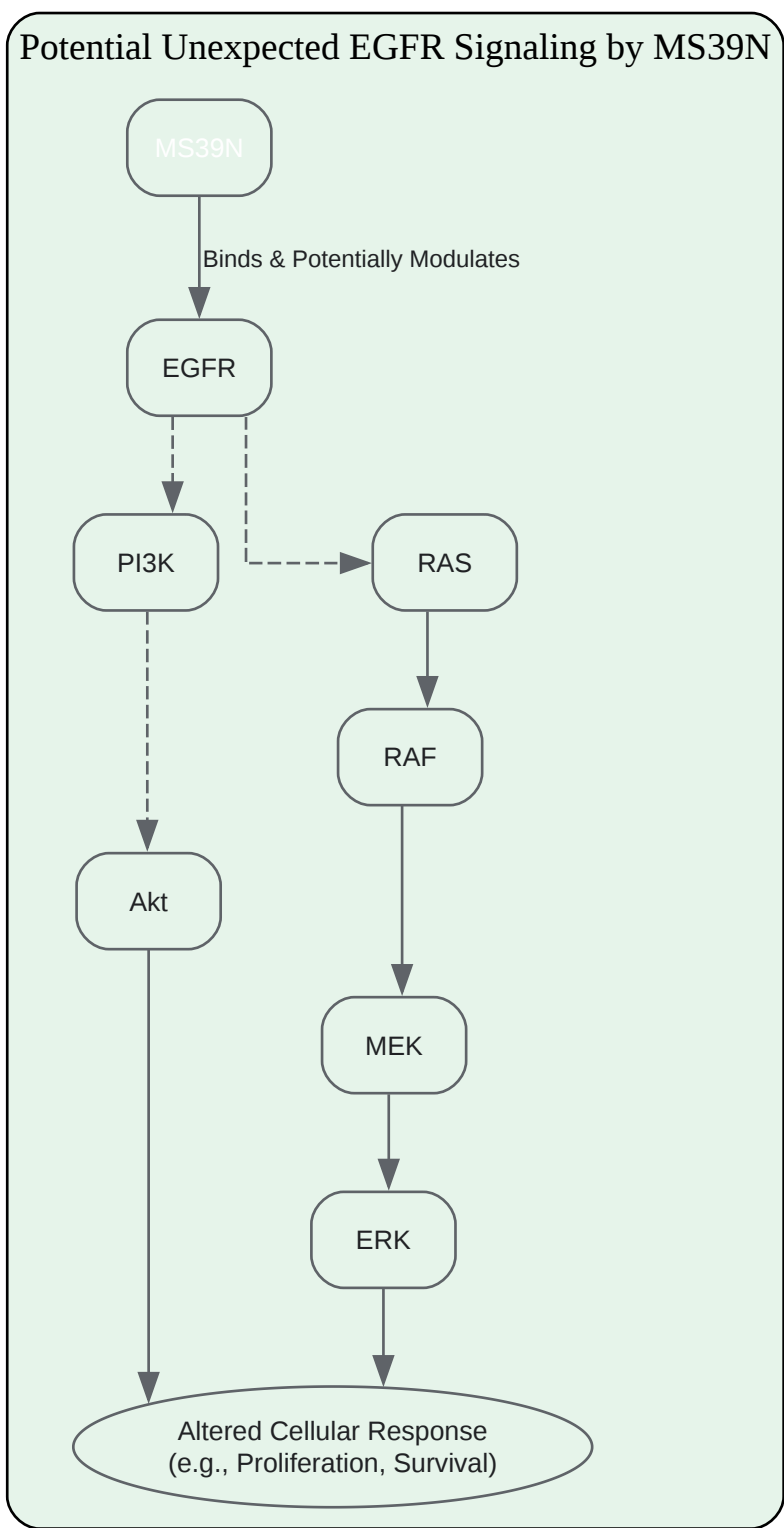 Potential Unexpected EGFR Signaling by MS39N
MS39N
Binds & Potentially Modulates
EGFR
PI3K
RAS
RAF
Akt
MEK
ERK
Altered Cellular Response
(e.g., Proliferation, Survival)